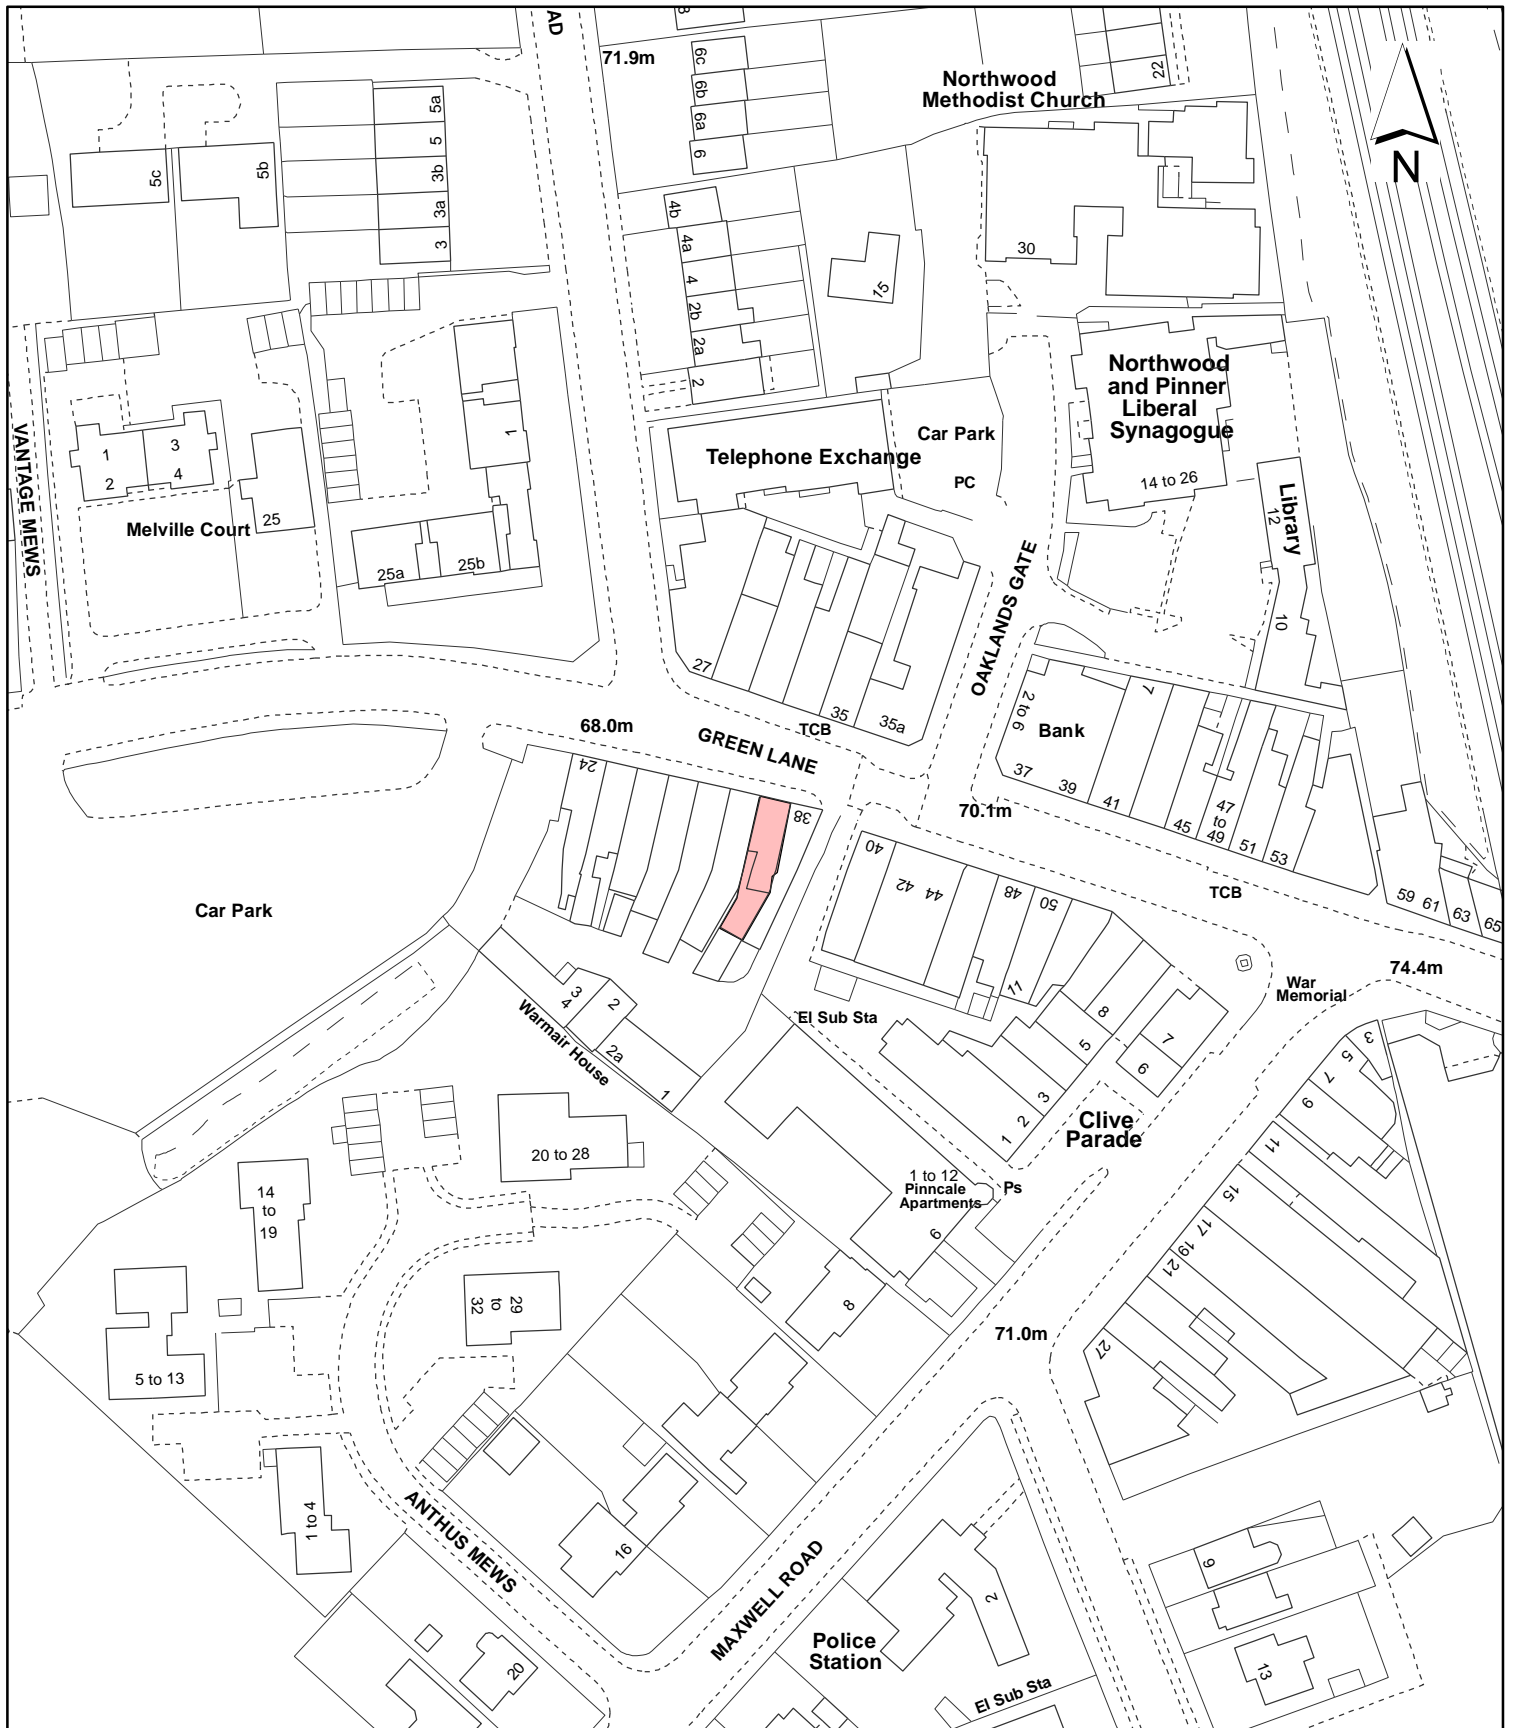 AD
8
71.9m
6c
6b
6a
6
22
Northwood
Methodist Church
N
5a
5
3b
3a
3
5c
5b
4b
4a
4
2b
2a
2
15
30
VANTAGE MEWS
1
2
3
4
Melville Court
25
1
25a
25b
Telephone Exchange
Car Park
PC
Northwood
and Pinner
Liberal
Synagogue
14 to 26
Library
12
10
OAKLANDS GATE
27
35
35a
TCB
68.0m
GREEN LANE
2 to 6
Bank
7
37
39
41
45
47
to
49
51
53
59
61
63
65
70.1m
TCB
24
38
40
42
44
48
50
11
Car Park
74.4m
War
Memorial
3
4
2
2a
Warmair House
1
El Sub Sta
8
7
5
6
3
2
1
Clive
Parade
3
5
7
9
11
15
17
19
21
27
20 to 28
14
to
19
1 to 12
Pinncale
Apartments
Ps
9
8
29
to
32
5 to 13
71.0m
1 to 4
ANTHUS MEWS
16
20
MAXWELL ROAD
Police
Station
2
El Sub Sta
9
13